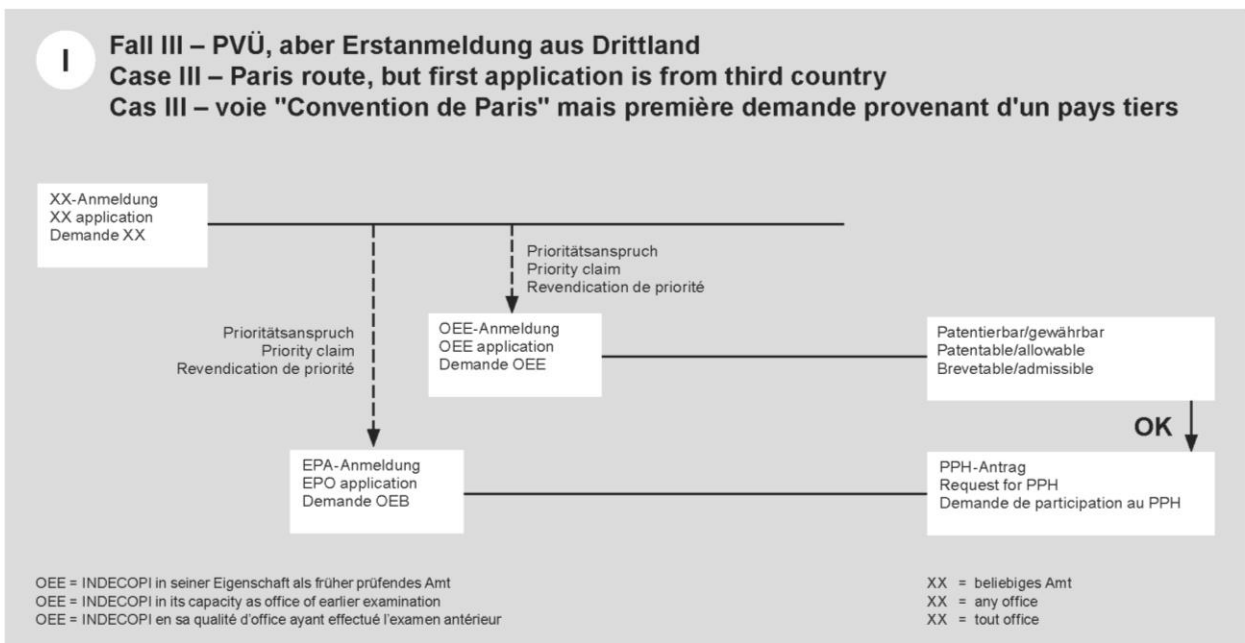 I
Fall III – PVÜ, aber Erstanmeldung aus Drittland
Case III – Paris route, but first application is from third country
Cas III – voie "Convention de Paris" mais première demande provenant d'un pays tiers
XX-Anmeldung
XX application
Demande XX
Prioritätsanspruch
Priority claim
Revendication de priorité
Prioritätsanspruch
Priority claim
Revendication de priorité
OEE-Anmeldung
OEE application
Demande OEE
Patentierbar/gewährbar
Patentable/allowable
Brevetable/admissible
OK
EPA-Anmeldung
EPO application
Demande OEB
PPH-Antrag
Request for PPH
Demande de participation au PPH
OEE = INDECOPI in seiner Eigenschaft als früher prüfendes Amt
OEE = INDECOPI in its capacity as office of earlier examination
OEE = INDECOPI en sa qualité d'office ayant effectué l'examen antérieur
XX = beliebiges Amt
XX = any office
XX = tout office